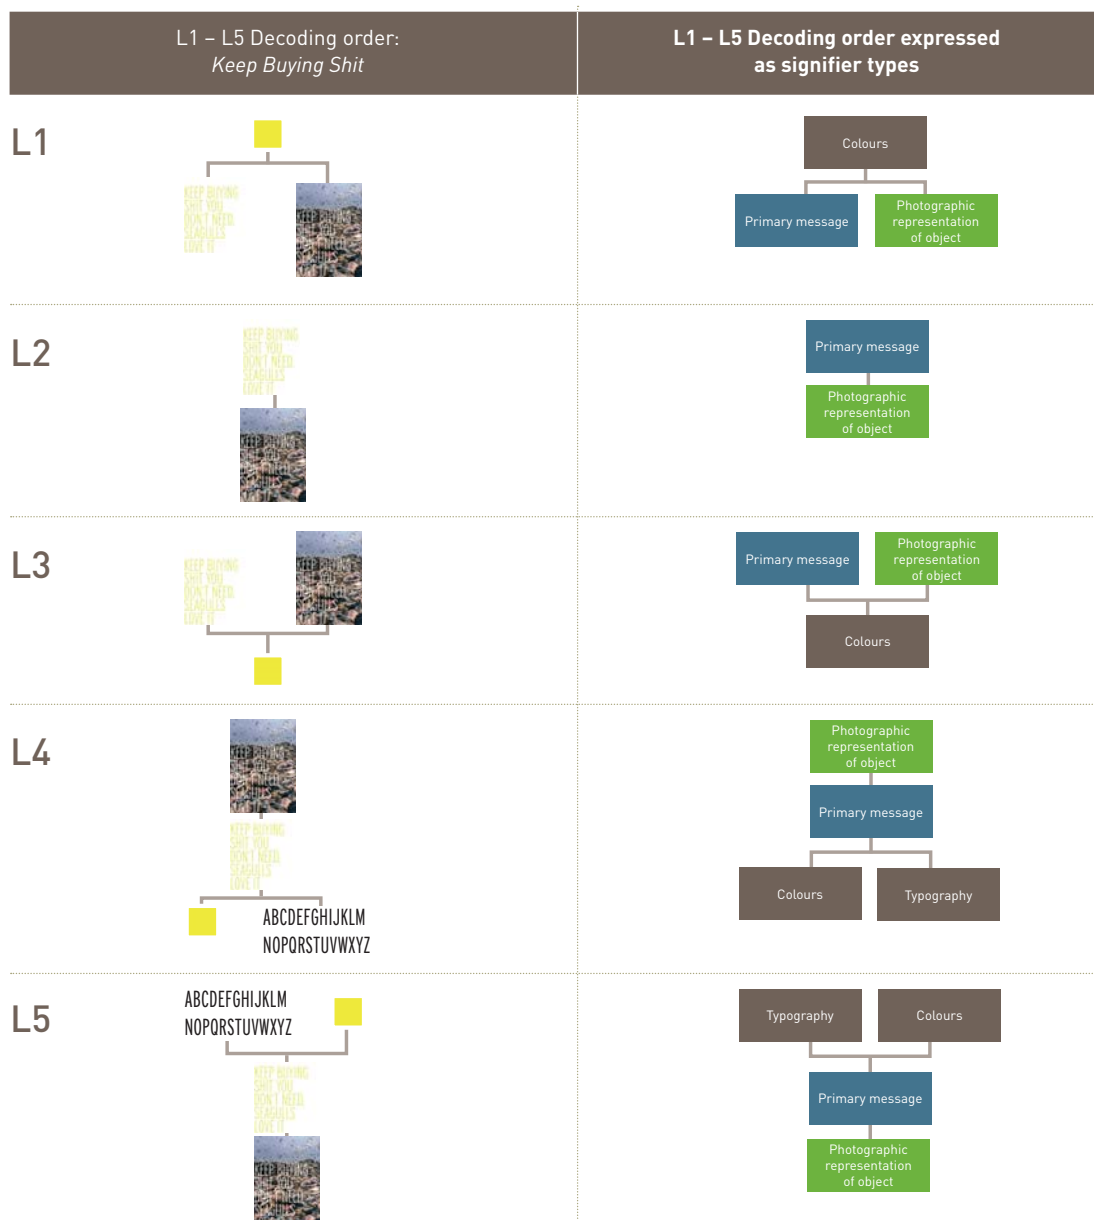 L1 – L5 Decoding order:
Keep Buying Shit
L1 – L5 Decoding order expressed
as signifier types
L1
KEEP BUYING
SHIT YOU
DON'T NEED.
SEAGULLS
LOVE IT.
Colours
Primary message
Photographic
representation
of object
L2
KEEP BUYING
SHIT YOU
DON'T NEED.
SEAGULLS
LOVE IT.
Primary message
Photographic
representation
of object
L3
KEEP BUYING
SHIT YOU
DON'T NEED.
SEAGULLS
LOVE IT.
Primary message
Photographic
representation
of object
Colours
L4
KEEP BUYING
SHIT YOU
DON'T NEED.
SEAGULLS
LOVE IT.
ABCDEFGHIJKLM
NOPQRSTUVWXYZ
Photographic
representation
of object
Primary message
Colours
Typography
L5
ABCDEFGHIJKLM
NOPQRSTUVWXYZ
KEEP BUYING
SHIT YOU
DON'T NEED.
SEAGULLS
LOVE IT.
Typography
Colours
Primary message
Photographic
representation
of object